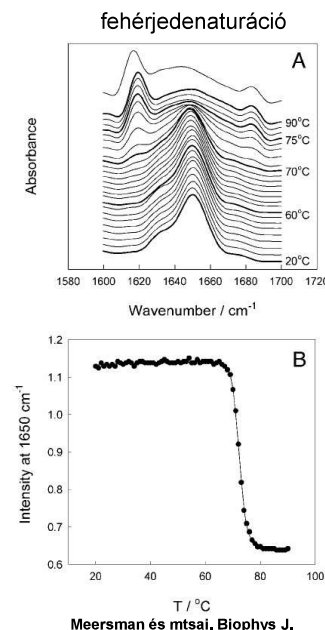 fehérjedenaturáció
A
Absorbance
90°C
75°C
70°C
60°C
20°C
1580 1600 1620 1640 1660 1680 1700 1720
Wavenumber / cm⁻¹
B
Intensity at 1650 cm⁻¹
1.2
1.1
1.0
0.9
0.8
0.7
0.6
0 20 40 60 80 100
T / °C
Meersman és mtsai. Biophys J.